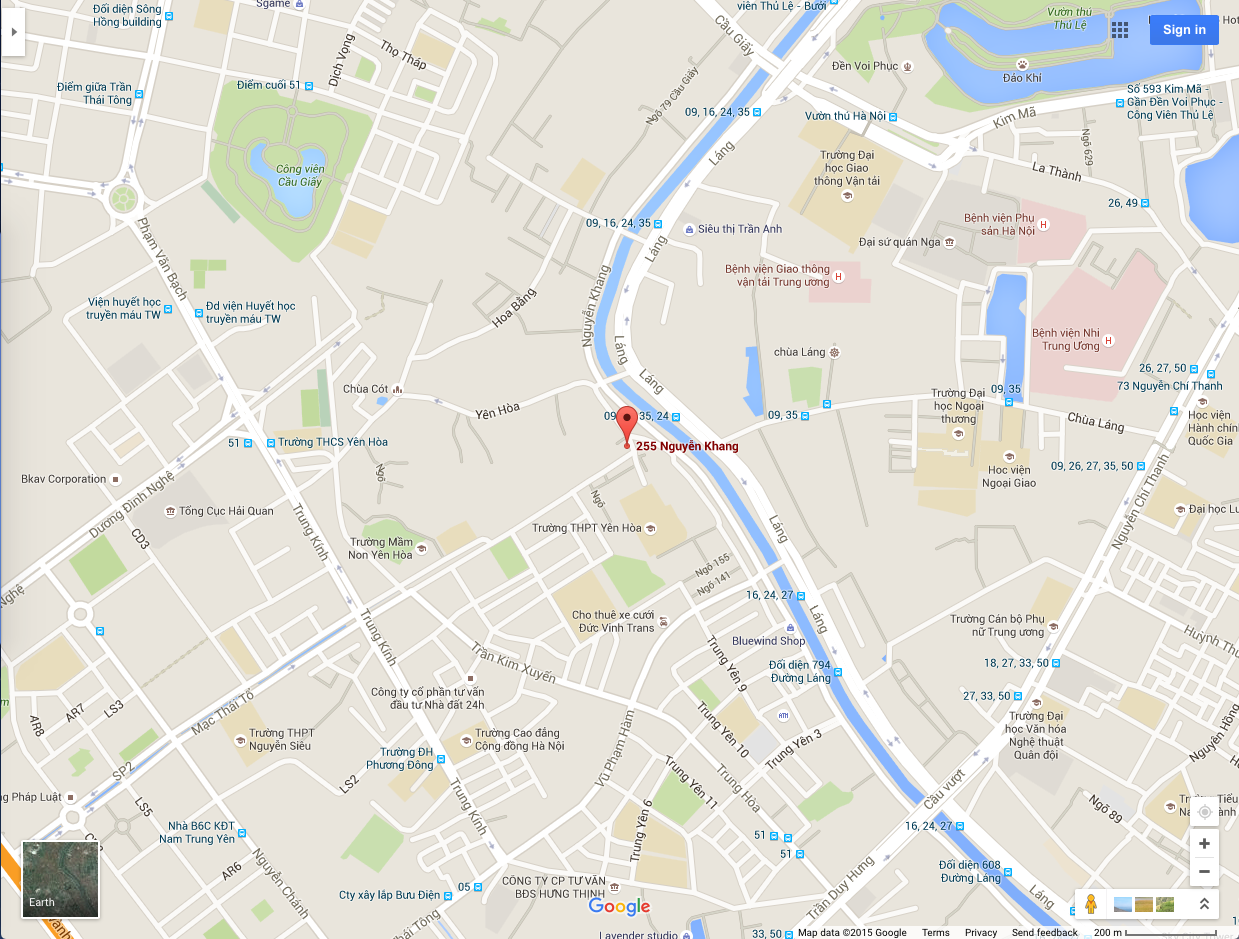 Sgame
Đối diện Sông
Hồng building
viên Thủ Lệ - Bưởi
Vườn thú
Thủ Lệ
Sign in
Cầu Giấy
Dịch Vọng
Thọ Tháp
Điểm giữa Trần
Thái Tông
Điểm cuối 51
Đền Voi Phục
Đảo Khỉ
Số 593 Kim Mã -
Gần Đền Voi Phục -
Công Viên Thủ Lệ
Ngõ 79 Cầu Giấy
09, 16, 24, 35
Vườn thú Hà Nội
Kim Mã
Ngõ 629
Láng
Công viên
Cầu Giấy
Trường Đại
học Giao
thông Vận tải
La Thành
26, 49
Phạm Văn Bạch
09, 16, 24, 35
Siêu thị Trần Anh
Láng
Bệnh viện Phụ
sản Hà Nội
Đại sứ quán Nga
Bệnh viện Giao thông
vận tải Trung ương
Nguyễn Khang
Hoa Bằng
Viện huyết học
truyền máu TW
Đd viện Huyết học
truyền máu TW
Láng
Bệnh viện Nhi
Trung Ương
chùa Láng
Láng
26, 27, 50
73 Nguyễn Chí Thanh
Chùa Cót
Yên Hòa
Trường Đại
học Ngoại
thương
09, 35
09, 35, 24
09, 35
Chùa Láng
Học viện
Hành chính
Quốc Gia
51
Trường THCS Yên Hòa
255 Nguyễn Khang
Học viện
Ngoại Giao
09, 26, 27, 35, 50
Bkav Corporation
Dương Đình Nghệ
Ngõ
Ngõ
Nguyễn Chí Thanh
Tổng Cục Hải Quan
CD3
Trung Kính
Trường THPT Yên Hòa
Láng
Đại học Lu
Trường Mầm
Non Yên Hòa
Ngõ 155
Ngõ 141
Nghệ
16, 24, 27
Cho thuê xe cưới
Đức Vinh Trans
Láng
Bluewind Shop
Trường Cán bộ Phụ
nữ Trung ương
Huỳnh Thú
Trung Kính
Trần Kim Xuyến
Trung Yên 9
Đối diện 794
Đường Láng
18, 27, 33, 50
Công ty cổ phần tư vấn
đầu tư Nhà đất 24h
27, 33, 50
AR8
AR7
LS3
Mạc Thái Tổ
ATM
Trường Đại
học Văn hóa
Nghệ thuật
Quân đội
Nguyên Hồng
Trường THPT
Nguyễn Siêu
Trường Cao đẳng
Cộng đồng Hà Nội
Vũ Phạm Hàm
Trung Yên 10
Trung Yên 3
Trường ĐH
Phương Đông
SP2
LS2
Trung Yên 11
Trung Hòa
Cầu vượt
g Pháp Luật
LS5
Trung Kính
Trung Yên 6
Ngõ 89
16, 24, 27
Nhà B6C KĐT
Nam Trung Yên
51
51
AR6
Nguyễn Chánh
Trần Duy Hưng
Đối diện 608
Đường Láng
Láng
Earth
Cty xây lắp Bưu Điện
05
CÔNG TY CP TƯ VẤN
BĐS HƯNG THỊNH
Google
Lavender studio
33, 50
Map data ©2015 Google
Terms
Privacy
Send feedback
200 m